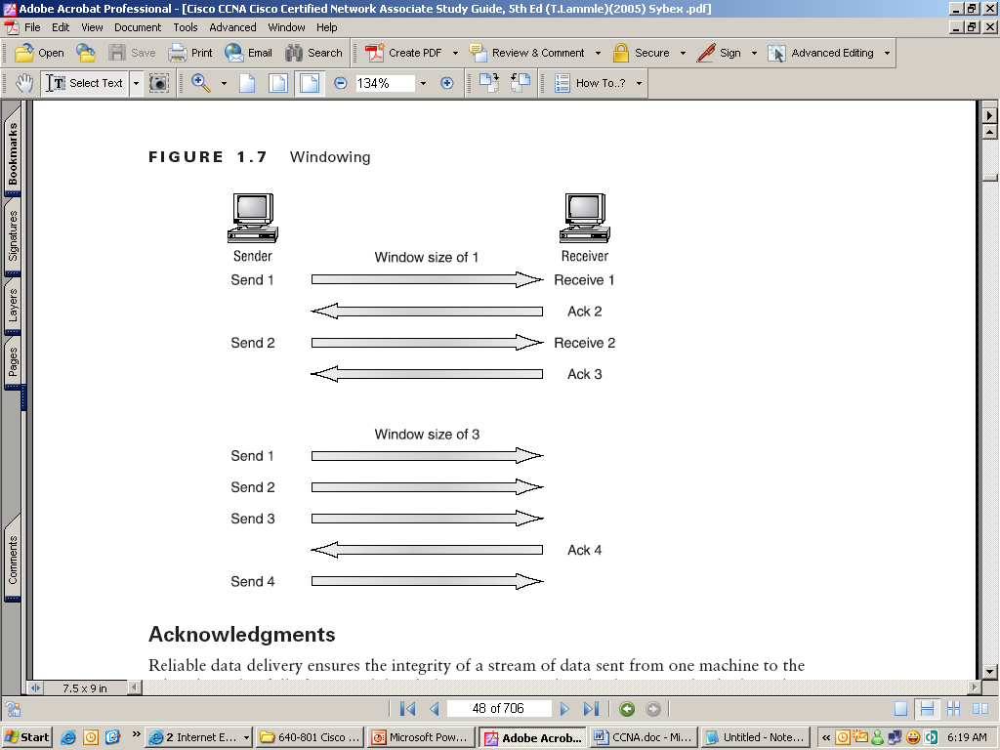 Adobe Acrobat Professional - [Cisco CCNA Cisco Certified Network Associate Study Guide, 5th Ed (T.Lammle)(2005) Sybex .pdf]
File Edit View Document Tools Advanced Window Help
Open Save Print Email Search Create PDF Review & Comment Secure Sign Advanced Editing
Select Text 134% How To..?
Bookmarks
Signatures
Layers
Pages
Comments
FIGURE 1.7 Windowing
Sender Receiver
Window size of 1
Send 1 Receive 1
Ack 2
Send 2 Receive 2
Ack 3
Window size of 3
Send 1
Send 2
Send 3
Ack 4
Send 4
Acknowledgments
Reliable data delivery ensures the integrity of a stream of data sent from one machine to the
7.5 x 9 in
48 of 706
Start » 2 Internet E... 640-801 Cisco ... Microsoft Pow... Adobe Acrob... CCNA.doc - Mi... Untitled - Note... « 6:19 AM